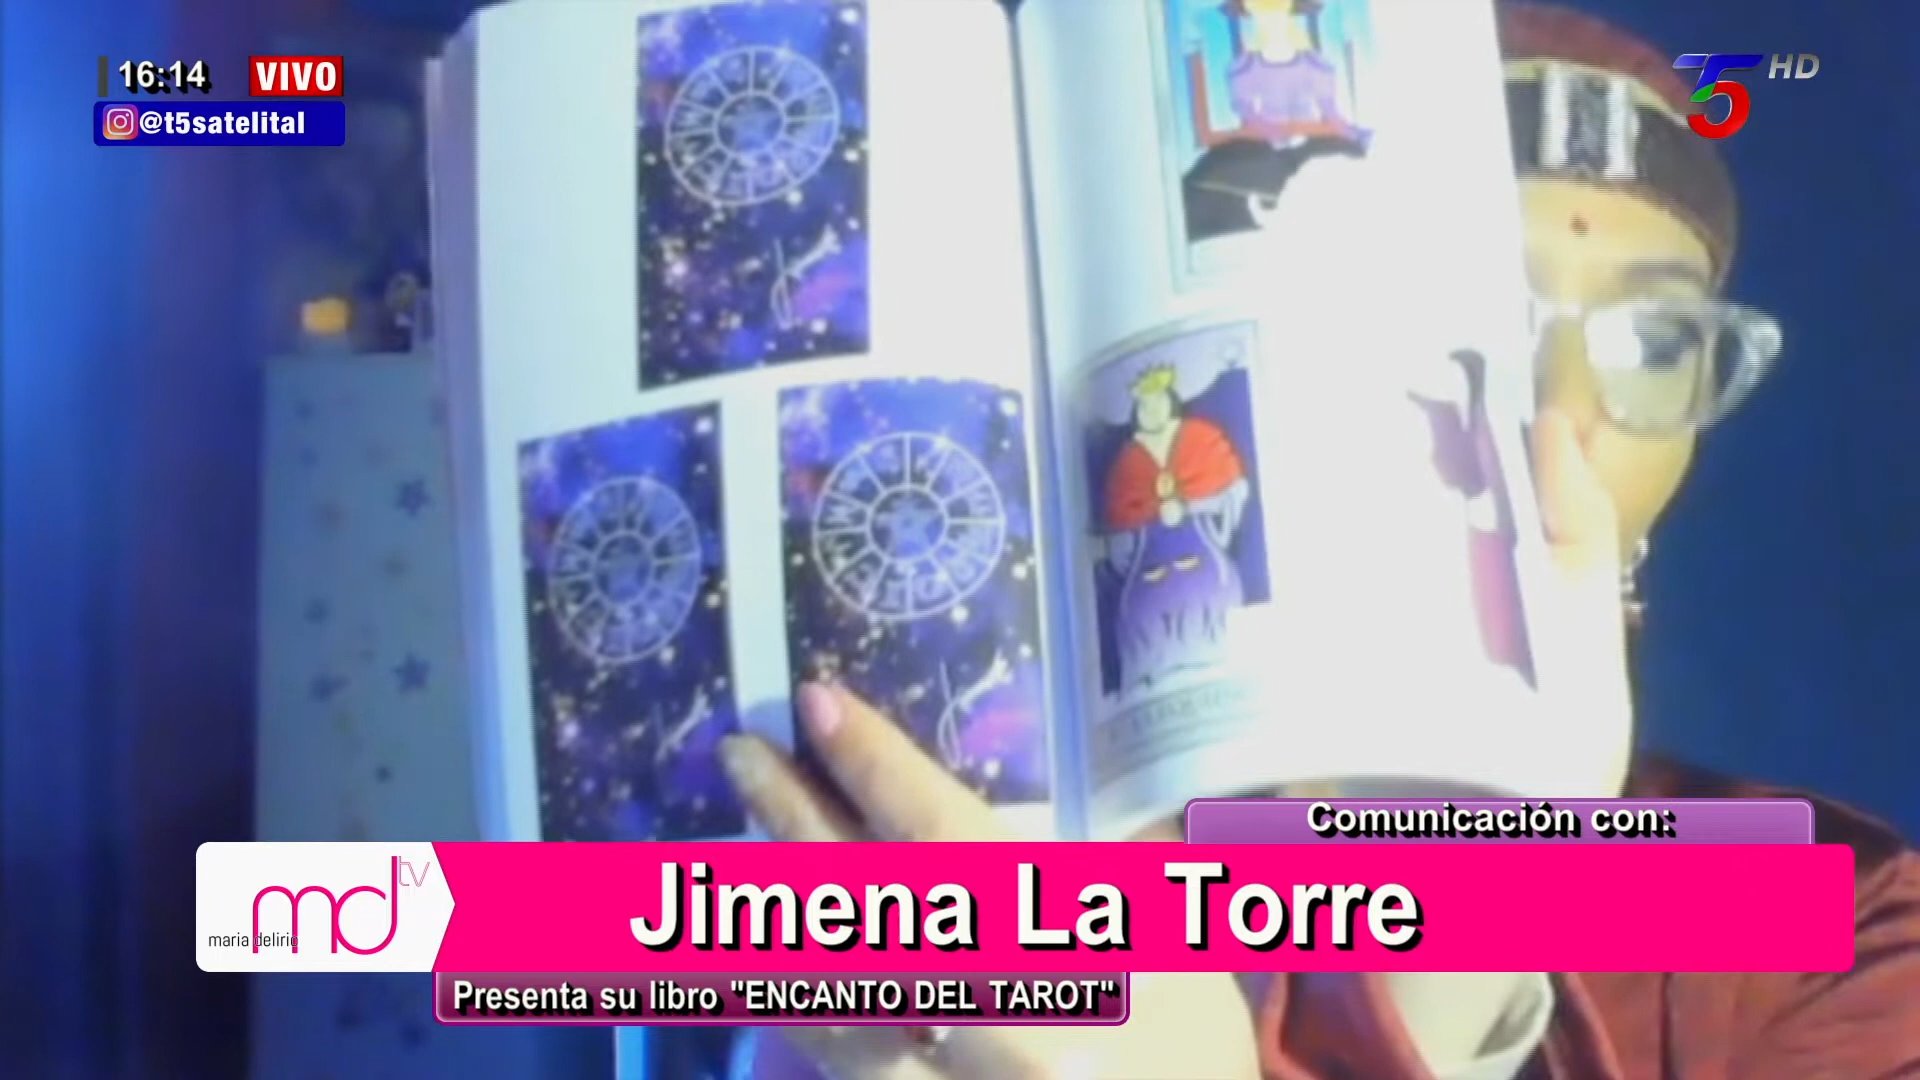 16:14 VIVO
@t5satelital
T5 HD
Comunicación con:
md tv
maria delirio
Jimena La Torre
Presenta su libro "ENCANTO DEL TAROT"